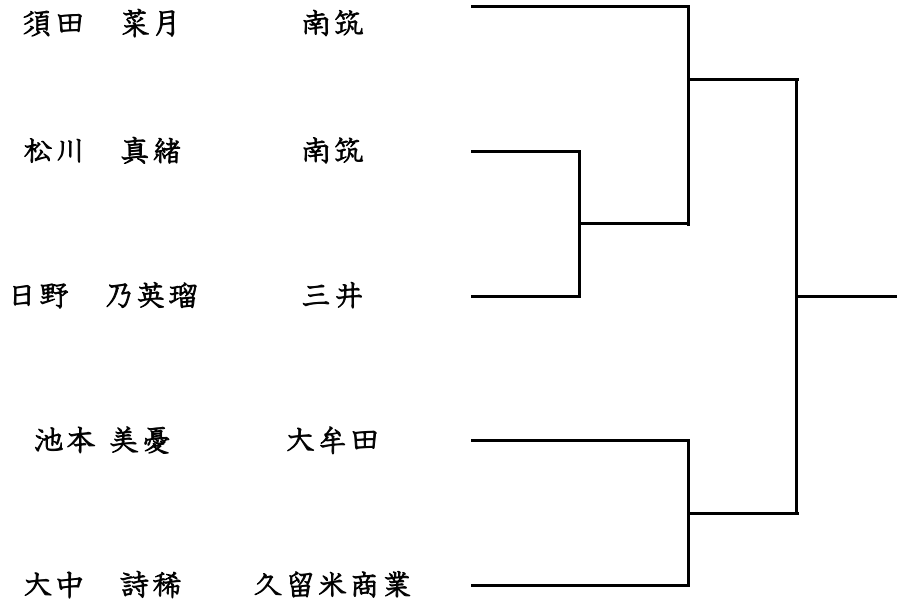 須田　菜月　南筑
松川　真緒　南筑
日野　乃英瑠　三井
池本 美憂　大牟田
大中　詩稀　久留米商業